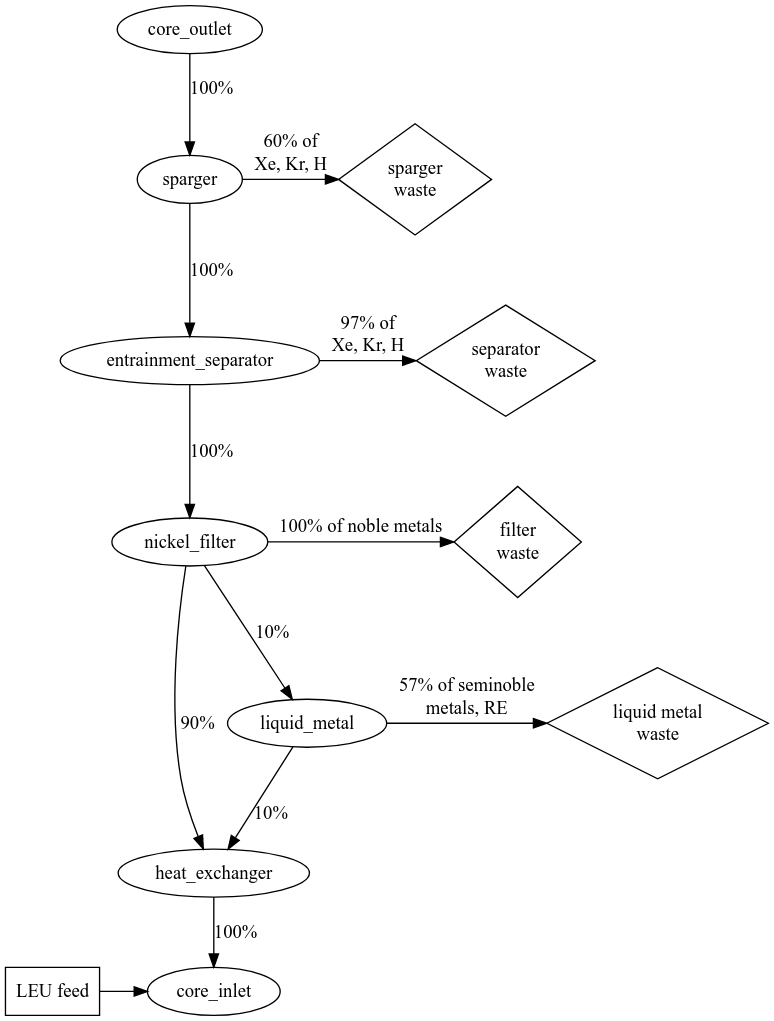 core_outlet
100%
60% of
Xe, Kr, H
sparger
sparger
waste
100%
97% of
Xe, Kr, H
entrainment_separator
separator
waste
100%
100% of noble metals
nickel_filter
filter
waste
10%
57% of seminoble
metals, RE
90%
liquid_metal
liquid metal
waste
10%
heat_exchanger
100%
LEU feed
core_inlet